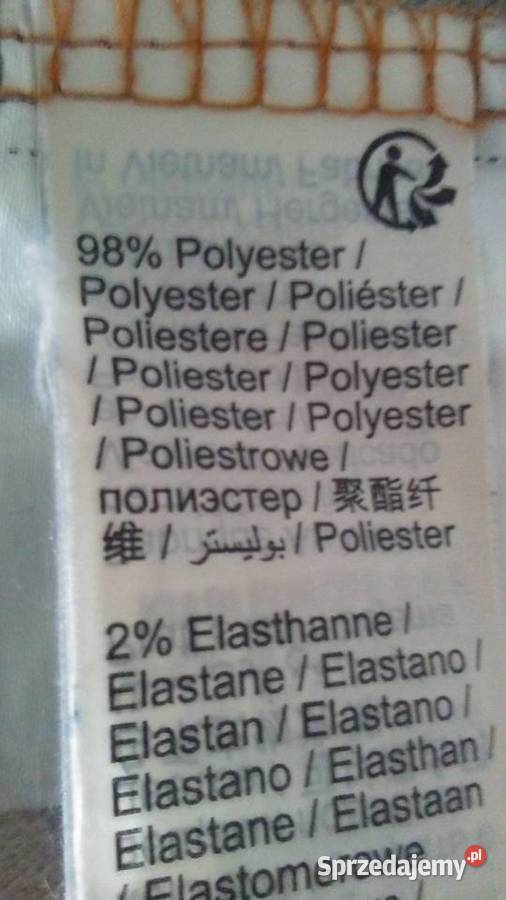 98% Polyester /
Polyester / Poliéster /
Poliestere / Poliester
/ Poliester / Polyester
/ Poliester / Polyester
/ Poliestrowe /
полиэстер / 聚酯纤
维 / بوليستر / Poliester
2% Elasthanne /
Elastane / Elastano /
Elastan / Elastano /
Elastano / Elasthan /
Elastane / Elastaan
/ Elastomerowe
Sprzedajemy.pl